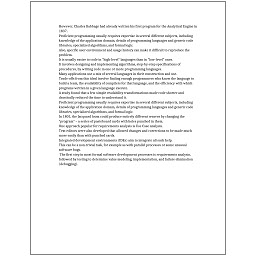 However, Charles Babbage had already written his first program for the Analytical Engine in
1837.
Proficient programming usually requires expertise in several different subjects, including
knowledge of the application domain, details of programming languages and generic code
libraries, specialized algorithms, and formal logic.
Also, specific user environment and usage history can make it difficult to reproduce the
problem.
It is usually easier to code in "high-level" languages than in "low-level" ones.
It involves designing and implementing algorithms, step-by-step specifications of
procedures, by writing code in one or more programming languages.
Many applications use a mix of several languages in their construction and use.
Trade-offs from this ideal involve finding enough programmers who know the language to
build a team, the availability of compilers for that language, and the efficiency with which
programs written in a given language execute.
A study found that a few simple readability transformations made code shorter and
drastically reduced the time to understand it.
Proficient programming usually requires expertise in several different subjects, including
knowledge of the application domain, details of programming languages and generic code
libraries, specialized algorithms, and formal logic.
In 1801, the Jacquard loom could produce entirely different weaves by changing the
"program" – a series of pasteboard cards with holes punched in them.
One approach popular for requirements analysis is Use Case analysis.
Text editors were also developed that allowed changes and corrections to be made much
more easily than with punched cards.
Integrated development environments (IDEs) aim to integrate all such help.
This can be a non-trivial task, for example as with parallel processes or some unusual
software bugs.
The first step in most formal software development processes is requirements analysis,
followed by testing to determine value modeling, implementation, and failure elimination
(debugging).